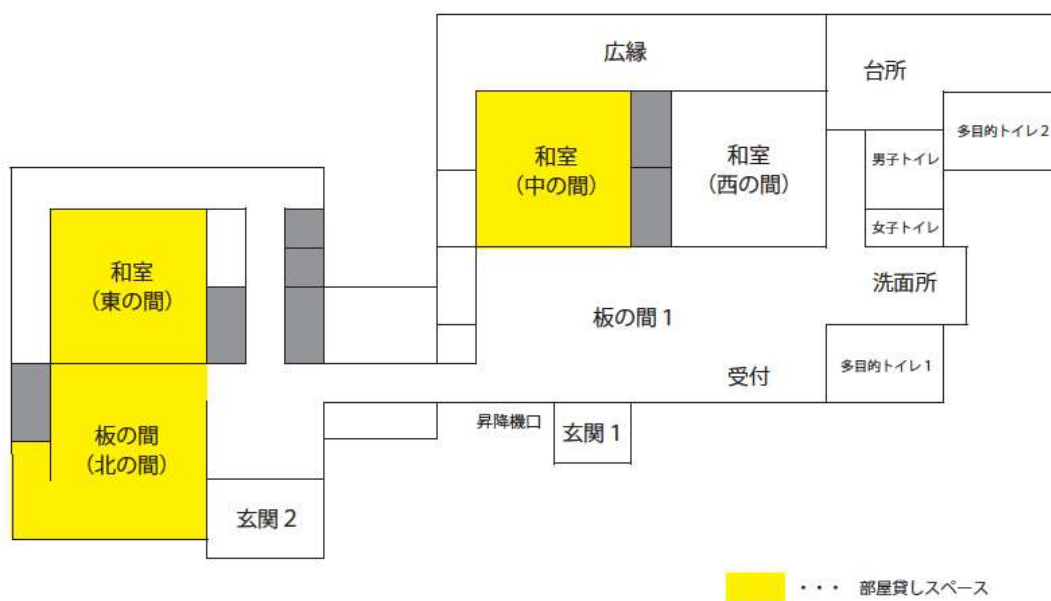 広縁
台所
多目的トイレ2
和室
(中の間)
和室
(西の間)
男子トイレ
女子トイレ
和室
(東の間)
洗面所
板の間1
受付
多目的トイレ1
昇降機口
玄関1
板の間
(北の間)
玄関2
・・・ 部屋貸しスペース